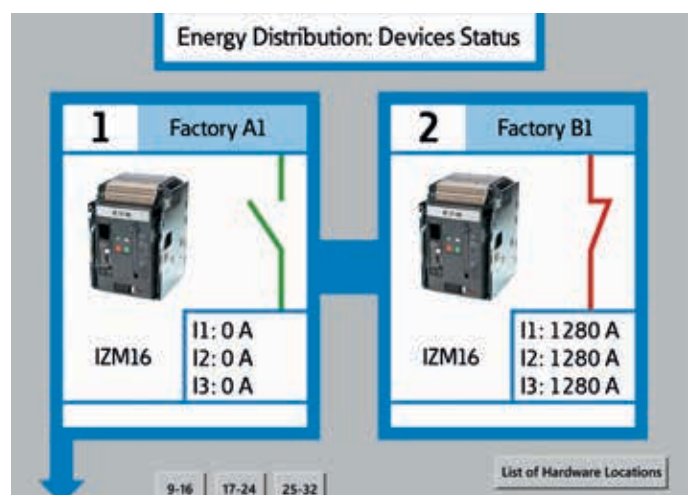 Energy Distribution: Devices Status
1 Factory A1
2 Factory B1
IZM16
I1: 0 A
I2: 0 A
I3: 0 A
IZM16
I1: 1280 A
I2: 1280 A
I3: 1280 A
List of Hardware Locations
9-16
17-24
25-32